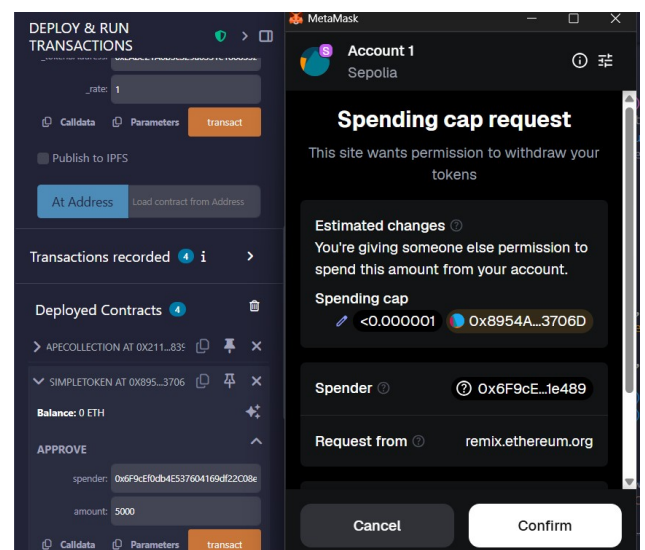 DEPLOY & RUN
TRANSACTIONS
_rate: 1
Calldata Parameters transact
Publish to IPFS
At Address Load contract from Address
Transactions recorded 4 i
Deployed Contracts 4
APECOLLECTION AT 0X211...835
SIMPLETOKEN AT 0X895...3706
Balance: 0 ETH
APPROVE
spender: 0x6F9cEf0db4E537604169df22C08e
amount: 5000
Calldata Parameters transact
MetaMask
S
Account 1
Sepolia
Spending cap request
This site wants permission to withdraw your
tokens
Estimated changes
You're giving someone else permission to
spend this amount from your account.
Spending cap
<0.000001 0x8954A...3706D
Spender 0x6F9cE...1e489
Request from remix.ethereum.org
Cancel Confirm